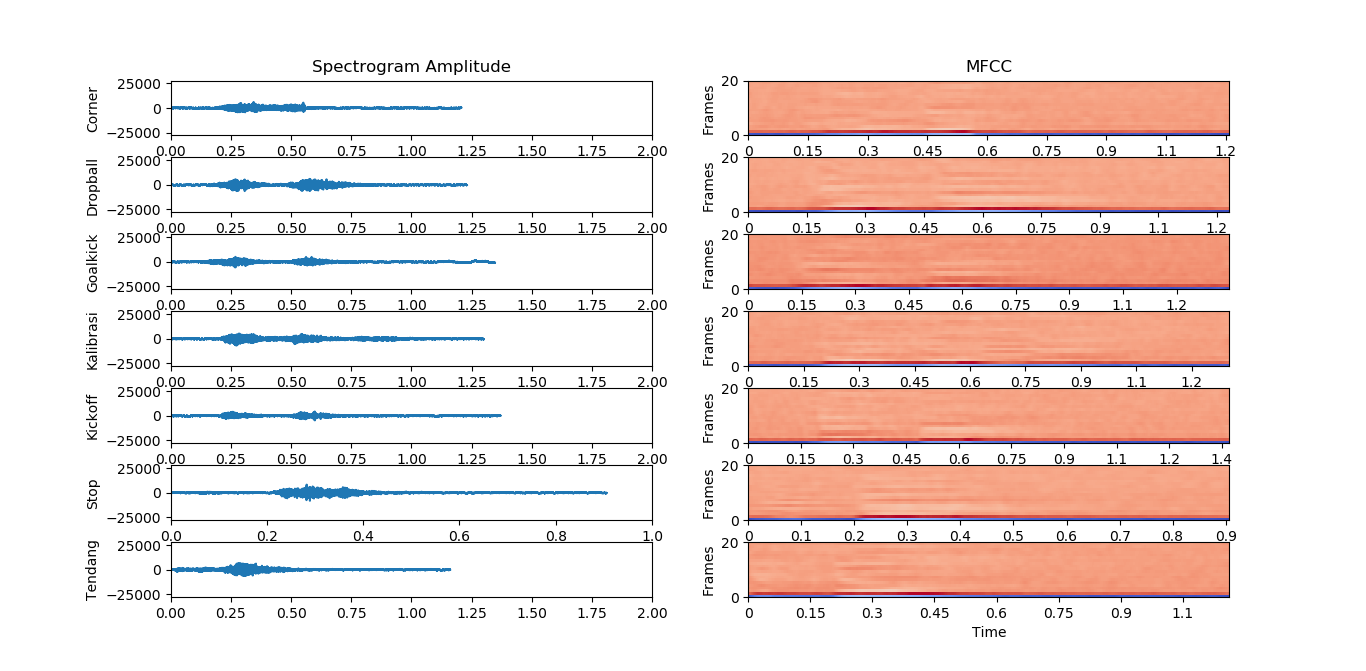 Spectrogram Amplitude MFCC
25000 20
Corner 0 Frames
−25000 0
0.00 0.25 0.50 0.75 1.00 1.25 1.50 1.75 2.00 0 0.15 0.3 0.45 0.6 0.75 0.9 1.1 1.2
25000 20
Dropball 0 Frames
−25000 0
0.00 0.25 0.50 0.75 1.00 1.25 1.50 1.75 2.00 0 0.15 0.3 0.45 0.6 0.75 0.9 1.1 1.2
25000 20
Goalkick 0 Frames
−25000 0
0.00 0.25 0.50 0.75 1.00 1.25 1.50 1.75 2.00 0 0.15 0.3 0.45 0.6 0.75 0.9 1.1 1.2
25000 20
Kalibrasi 0 Frames
−25000 0
0.00 0.25 0.50 0.75 1.00 1.25 1.50 1.75 2.00 0 0.15 0.3 0.45 0.6 0.75 0.9 1.1 1.2
25000 20
Kickoff 0 Frames
−25000 0
0.00 0.25 0.50 0.75 1.00 1.25 1.50 1.75 2.00 0 0.15 0.3 0.45 0.6 0.75 0.9 1.1 1.2 1.4
25000 20
Stop 0 Frames
−25000 0
0.0 0.2 0.4 0.6 0.8 1.0 0 0.1 0.2 0.3 0.4 0.5 0.6 0.7 0.8 0.9
25000 20
Tendang 0 Frames
−25000 0
0.00 0.25 0.50 0.75 1.00 1.25 1.50 1.75 2.00 0 0.15 0.3 0.45 0.6 0.75 0.9 1.1
Time